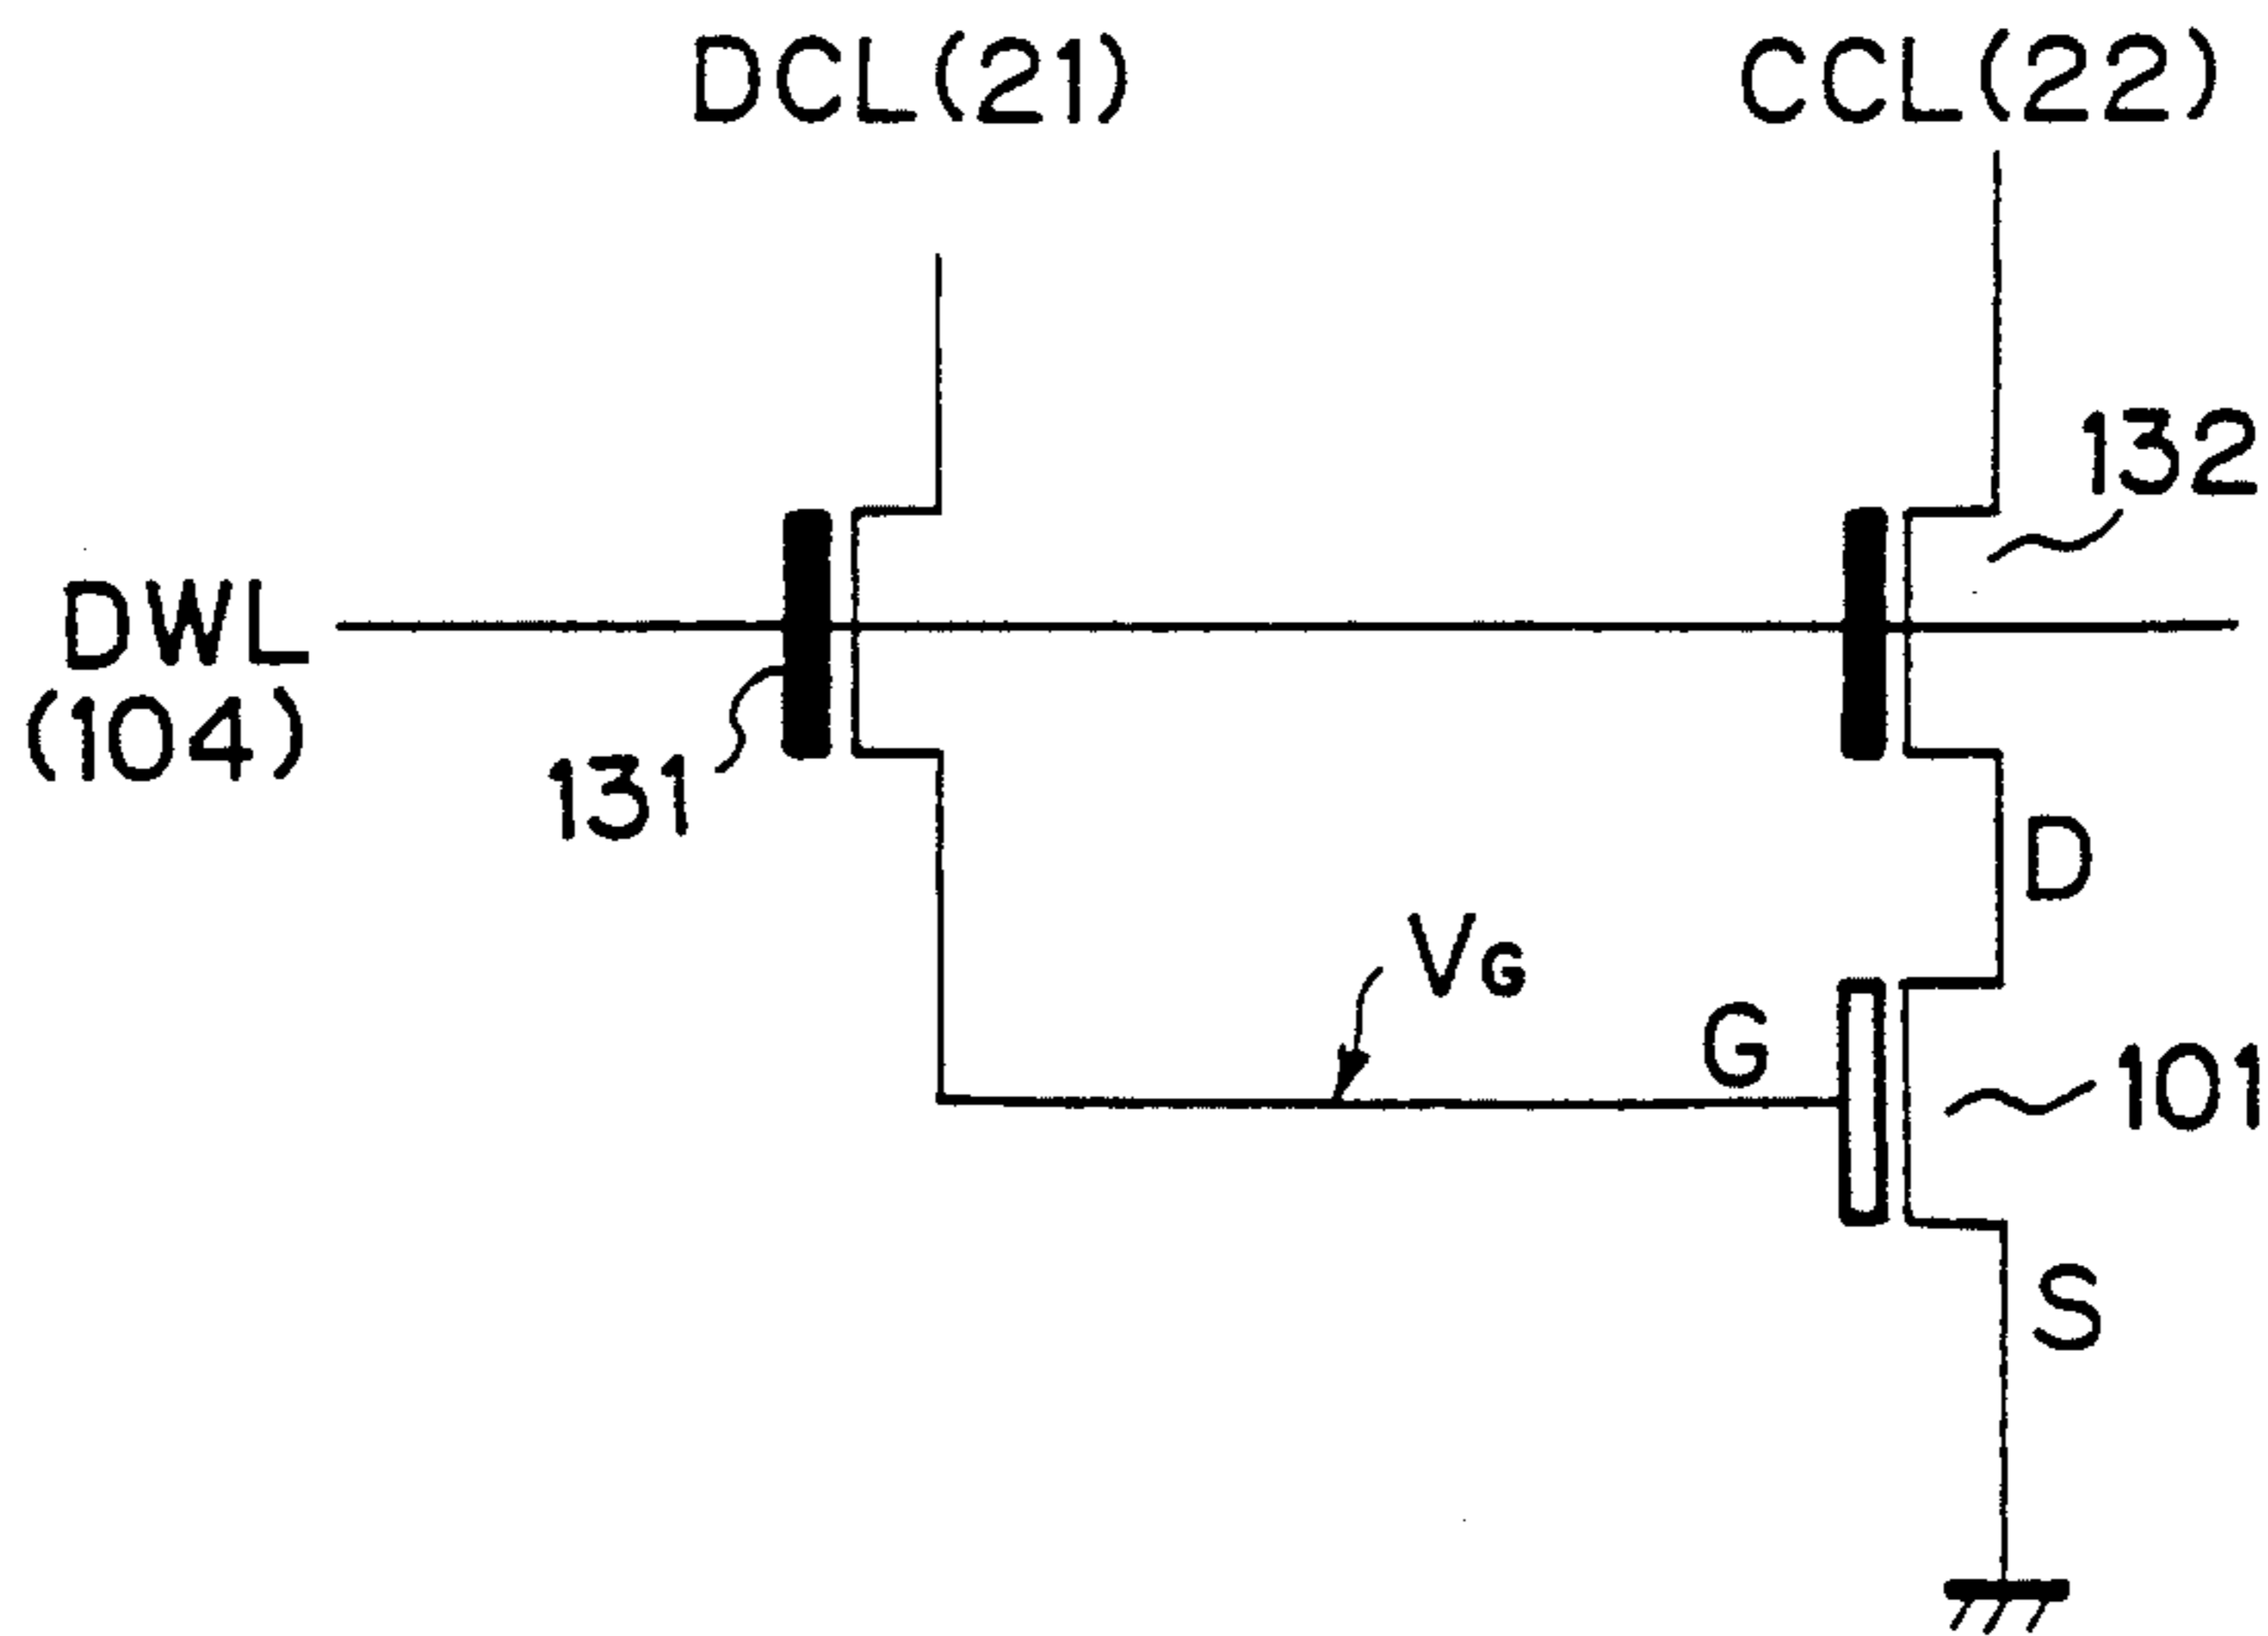 DCL(21)
CCL(22)
132
DWL
(104)
131
D
VG
G
101
S